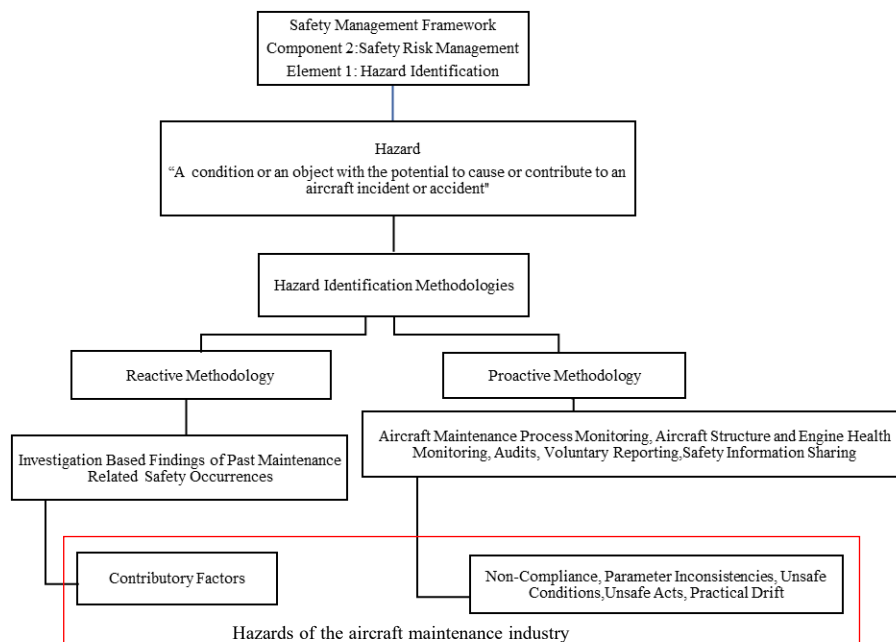 Safety Management Framework
Component 2:Safety Risk Management
Element 1: Hazard Identification
Hazard
“A condition or an object with the potential to cause or contribute to an
aircraft incident or accident"
Hazard Identification Methodologies
Reactive Methodology
Proactive Methodology
Investigation Based Findings of Past Maintenance
Related Safety Occurrences
Aircraft Maintenance Process Monitoring, Aircraft Structure and Engine Health
Monitoring, Audits, Voluntary Reporting,Safety Information Sharing
Contributory Factors
Non-Compliance, Parameter Inconsistencies, Unsafe
Conditions,Unsafe Acts, Practical Drift
Hazards of the aircraft maintenance industry